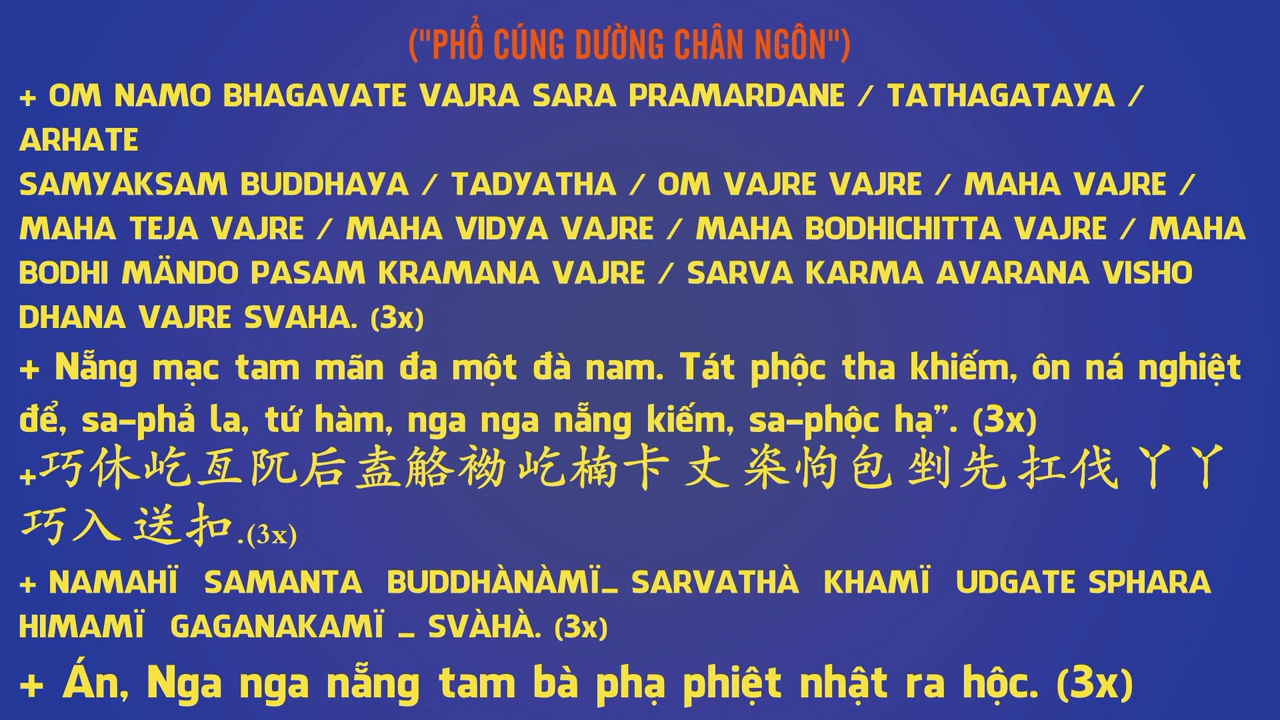 ("PHỔ CÚNG DƯỜNG CHÂN NGÔN")
+ OM NAMO BHAGAVATE VAJRA SARA PRAMARDANE / TATHAGATAYA /
ARHATE
SAMYAKSAM BUDDHAYA / TADYATHA / OM VAJRE VAJRE / MAHA VAJRE /
MAHA TEJA VAJRE / MAHA VIDYA VAJRE / MAHA BODHICHITTA VAJRE / MAHA
BODHI MÄNDO PASAM KRAMANA VAJRE / SARVA KARMA AVARANA VISHO
DHANA VAJRE SVAHA. (3x)
+ Nẵng mạc tam mãn đa một đà nam. Tát phộc tha khiếm, ôn ná nghiệt
để, sa-phả la, tứ hàm, nga nga nẵng kiếm, sa-phộc hạ”. (3x)
+巧休屹亙阢后盍觡袎 屹楠卡 丈 栥怐包 剉先 扛伐 丫丫
巧入 送扣.(3x)
+ NAMAHÏ SAMANTA BUDDHÀNÀMÏ_ SARVATHÀ KHAMÏ UDGATE SPHARA
HIMAMÏ GAGANAKAMÏ _ SVÀHÀ. (3x)
+ Án, Nga nga nẵng tam bà phạ phiệt nhật ra hộc. (3x)